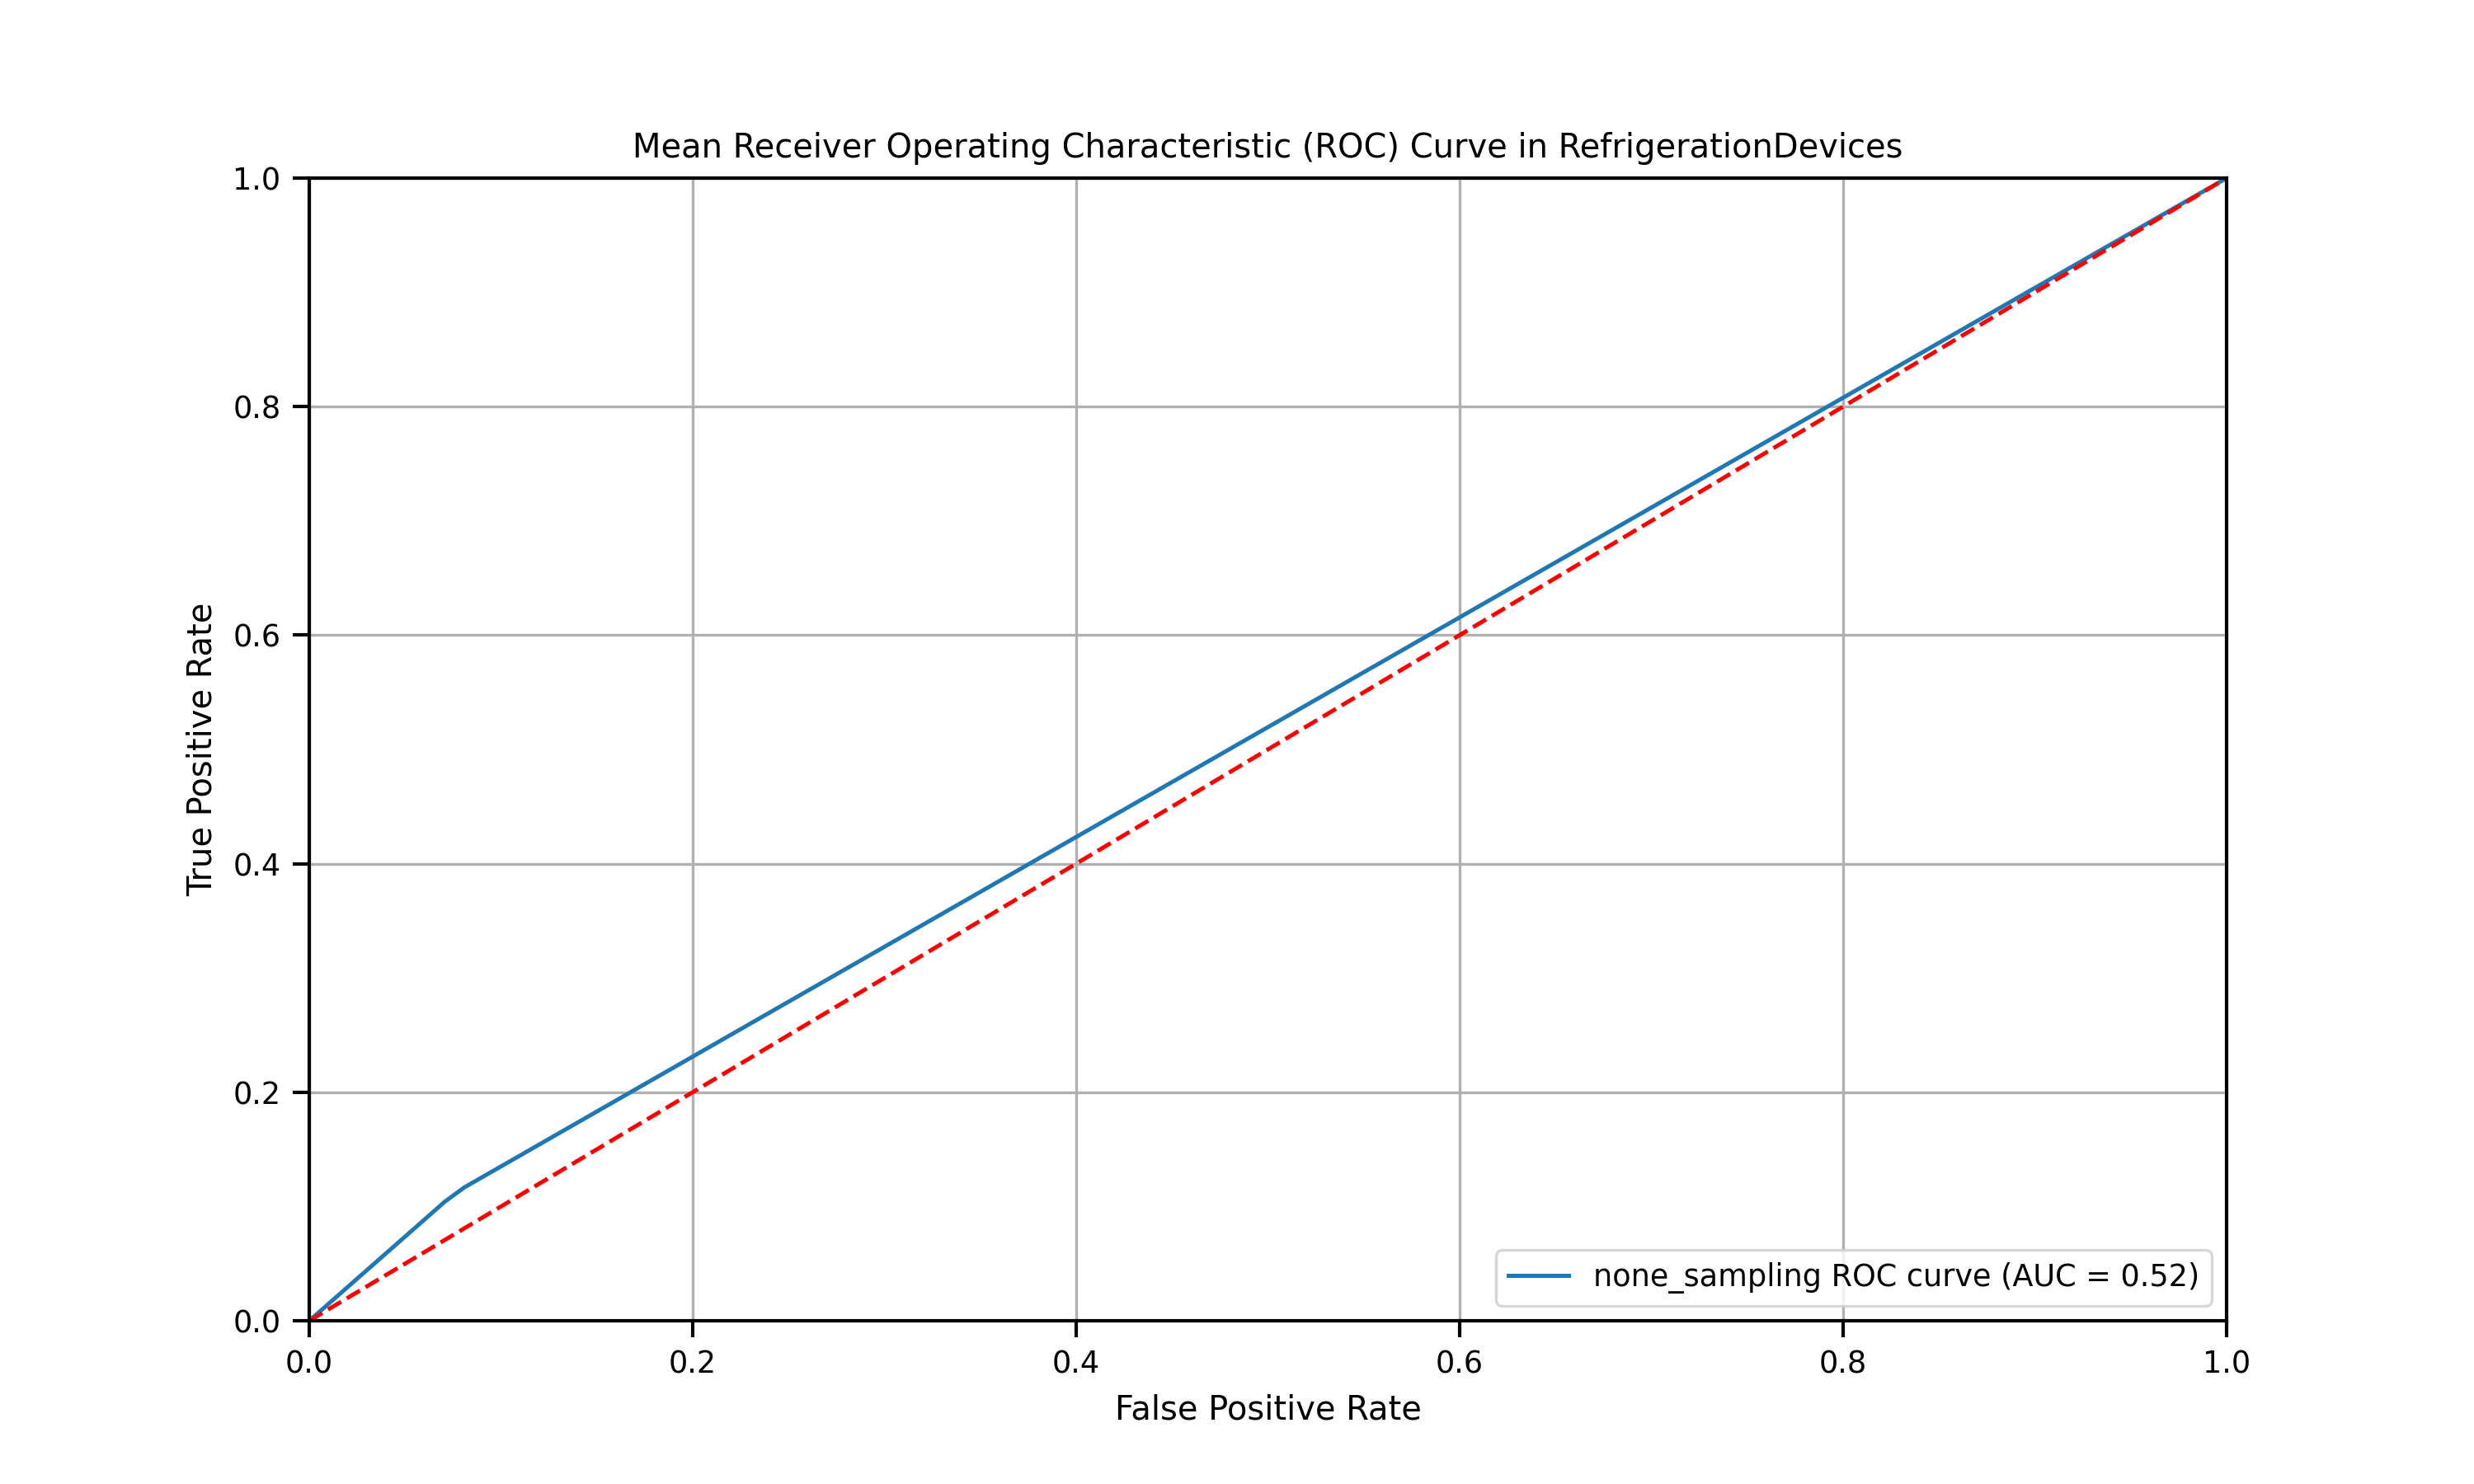 Mean Receiver Operating Characteristic (ROC) Curve in RefrigerationDevices
1.0
0.8
0.6
0.4
0.2
0.0
True Positive Rate
none_sampling ROC curve (AUC = 0.52)
0.0 0.2 0.4 0.6 0.8 1.0
False Positive Rate